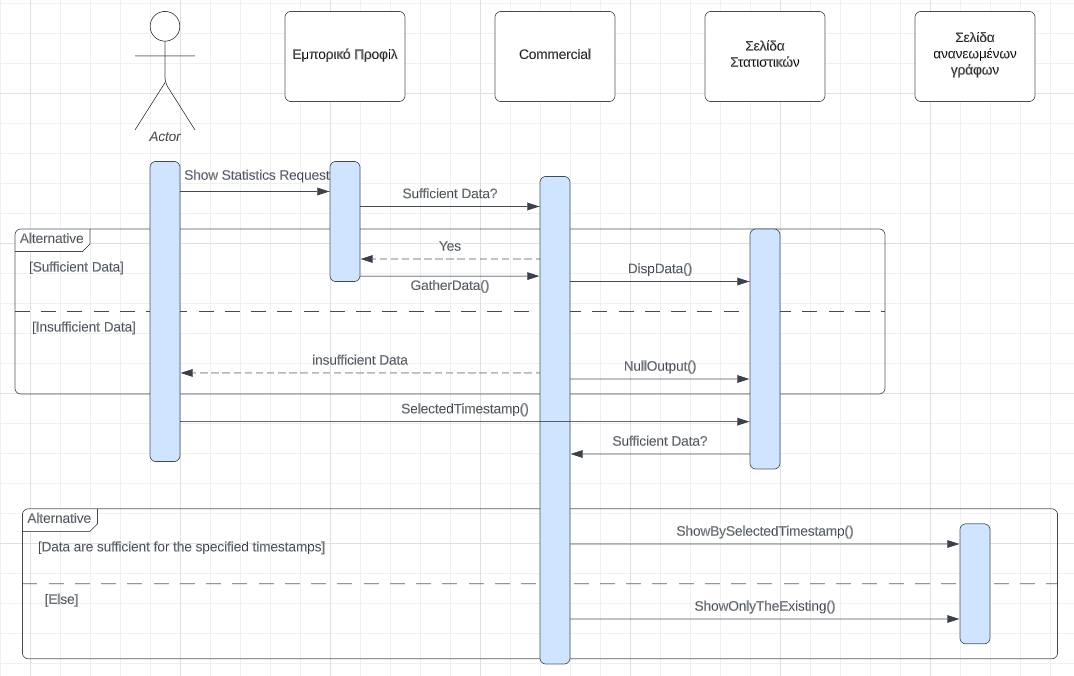 Εμπορικό Προφίλ
Commercial
Σελίδα
Στατιστικών
Σελίδα
ανανεωμένων
γράφων
Actor
Show Statistics Request
Sufficient Data?
Alternative
[Sufficient Data]
Yes
DispData()
GatherData()
[Insufficient Data]
insufficient Data
NullOutput()
SelectedTimestamp()
Sufficient Data?
Alternative
[Data are sufficient for the specified timestamps]
ShowBySelectedTimestamp()
[Else]
ShowOnlyTheExisting()